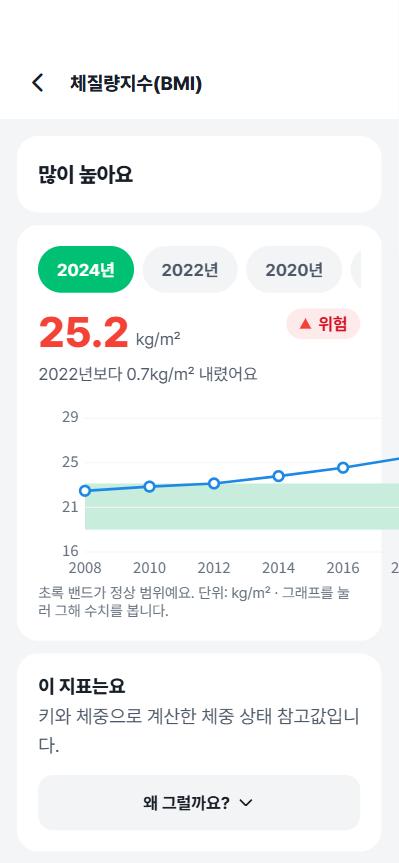 체질량지수(BMI)
많이 높아요
2024년 2022년 2020년
25.2 kg/m² ▲ 위험
2022년보다 0.7kg/m² 내렸어요
29
25
21
16
2008 2010 2012 2014 2016 2
초록 밴드가 정상 범위예요. 단위: kg/m² · 그래프를 눌
러 그해 수치를 봅니다.
이 지표는요
키와 체중으로 계산한 체중 상태 참고값입니
다.
왜 그럴까요?